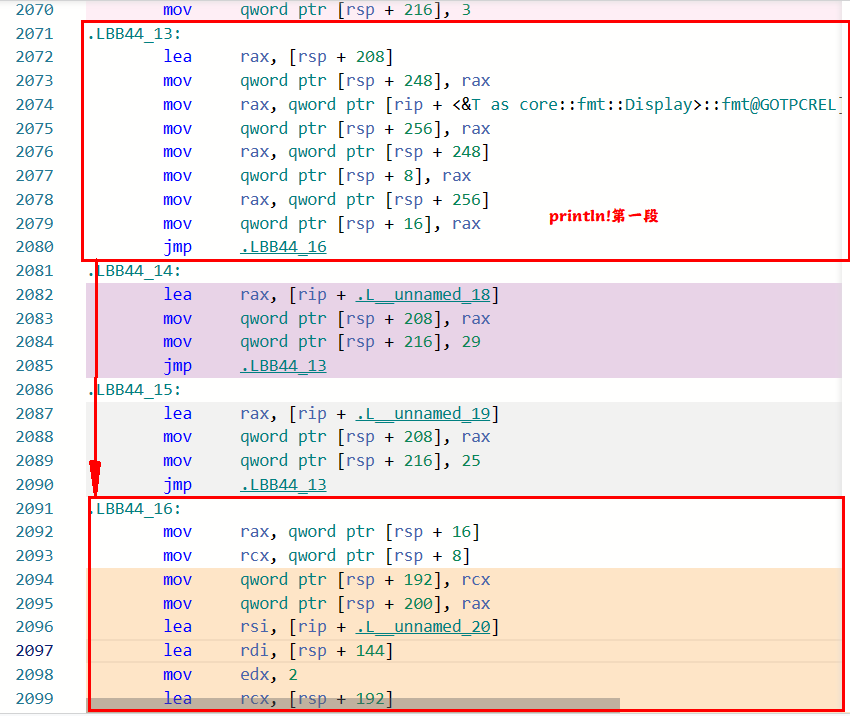 2070 mov qword ptr [rsp + 216], 3
2071 .LBB44_13:
2072 lea rax, [rsp + 208]
2073 mov qword ptr [rsp + 248], rax
2074 mov rax, qword ptr [rip + <&T as core::fmt::Display>::fmt@GOTPCREL]
2075 mov qword ptr [rsp + 256], rax
2076 mov rax, qword ptr [rsp + 248]
2077 mov qword ptr [rsp + 8], rax
2078 mov rax, qword ptr [rsp + 256]
2079 mov qword ptr [rsp + 16], rax
println!第一段
2080 jmp .LBB44_16
2081 .LBB44_14:
2082 lea rax, [rip + .L__unnamed_18]
2083 mov qword ptr [rsp + 208], rax
2084 mov qword ptr [rsp + 216], 29
2085 jmp .LBB44_13
2086 .LBB44_15:
2087 lea rax, [rip + .L__unnamed_19]
2088 mov qword ptr [rsp + 208], rax
2089 mov qword ptr [rsp + 216], 25
2090 jmp .LBB44_13
2091 .LBB44_16:
2092 mov rax, qword ptr [rsp + 16]
2093 mov rcx, qword ptr [rsp + 8]
2094 mov qword ptr [rsp + 192], rcx
2095 mov qword ptr [rsp + 200], rax
2096 lea rsi, [rip + .L__unnamed_20]
2097 lea rdi, [rsp + 144]
2098 mov edx, 2
2099 lea rcx, [rsp + 192]